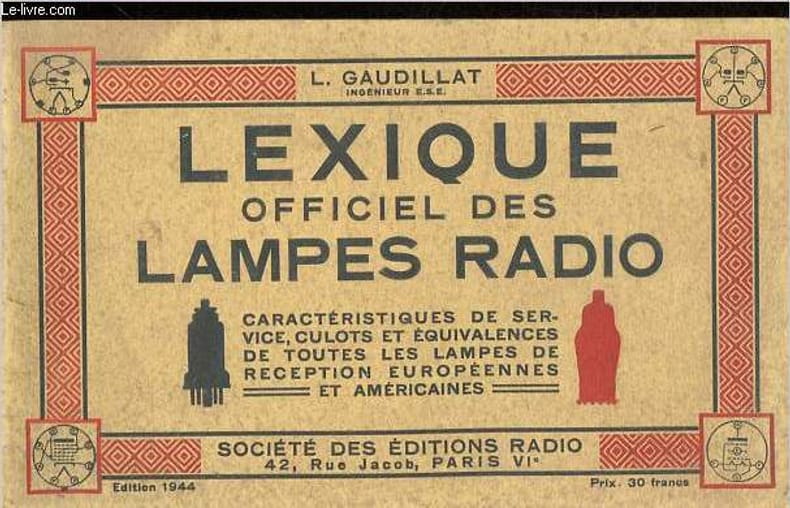 Le-livre.com
L. GAUDILLAT
INGÉNIEUR E.S.E.
LEXIQUE
OFFICIEL DES
LAMPES RADIO
CARACTÉRISTIQUES DE SER-
VICE, CULOTS ET ÉQUIVALENCES
DE TOUTES LES LAMPES DE
RECEPTION EUROPÉENNES
ET AMÉRICAINES
SOCIÉTÉ DES ÉDITIONS RADIO
42, Rue Jacob, PARIS VIe
Edition 1944
Prix. 30 francs